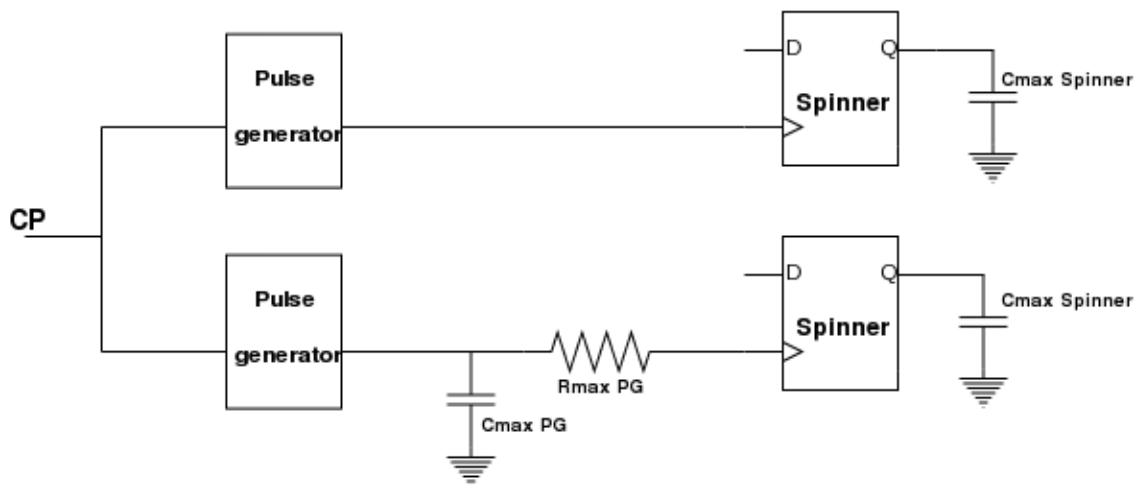 Pulse
generator
D
Q
Spinner
Cmax Spinner
CP
Pulse
generator
Cmax PG
Rmax PG
D
Q
Spinner
Cmax Spinner